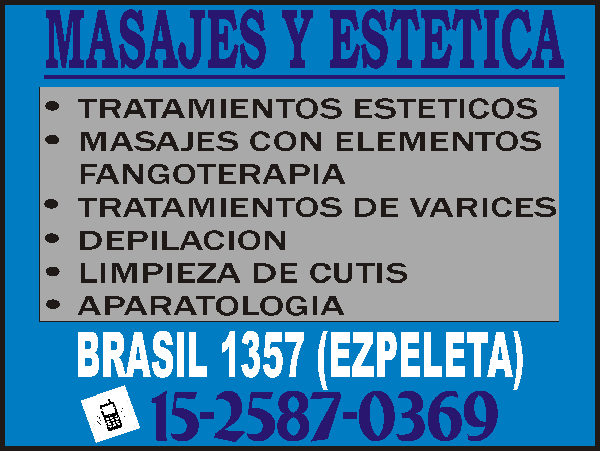 MASAJES Y ESTETICA
• TRATAMIENTOS ESTETICOS
• MASAJES CON ELEMENTOS
FANGOTERAPIA
• TRATAMIENTOS DE VARICES
• DEPILACION
• LIMPIEZA DE CUTIS
• APARATOLOGIA
BRASIL 1357 (EZPELETA)
15-2587-0369